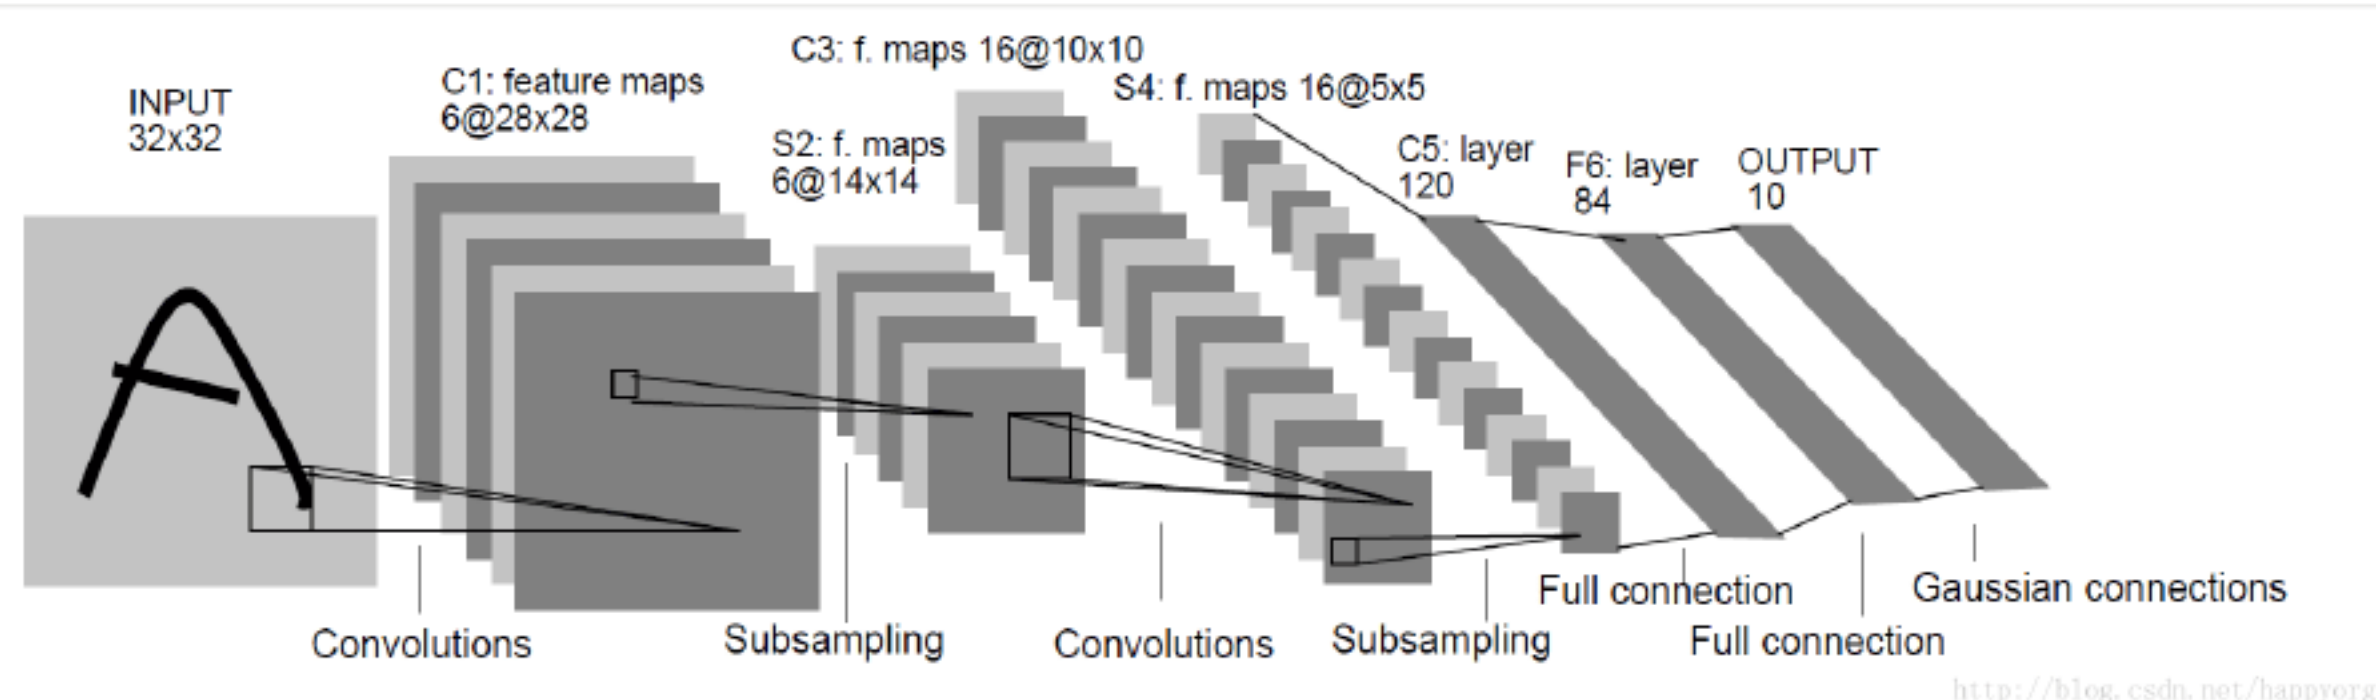 INPUT
32x32
C1: feature maps
6@28x28
S2: f. maps
6@14x14
C3: f. maps 16@10x10
S4: f. maps 16@5x5
C5: layer
120
F6: layer
84
OUTPUT
10
Convolutions
Subsampling
Convolutions
Subsampling
Full connection
Full connection
Gaussian connections